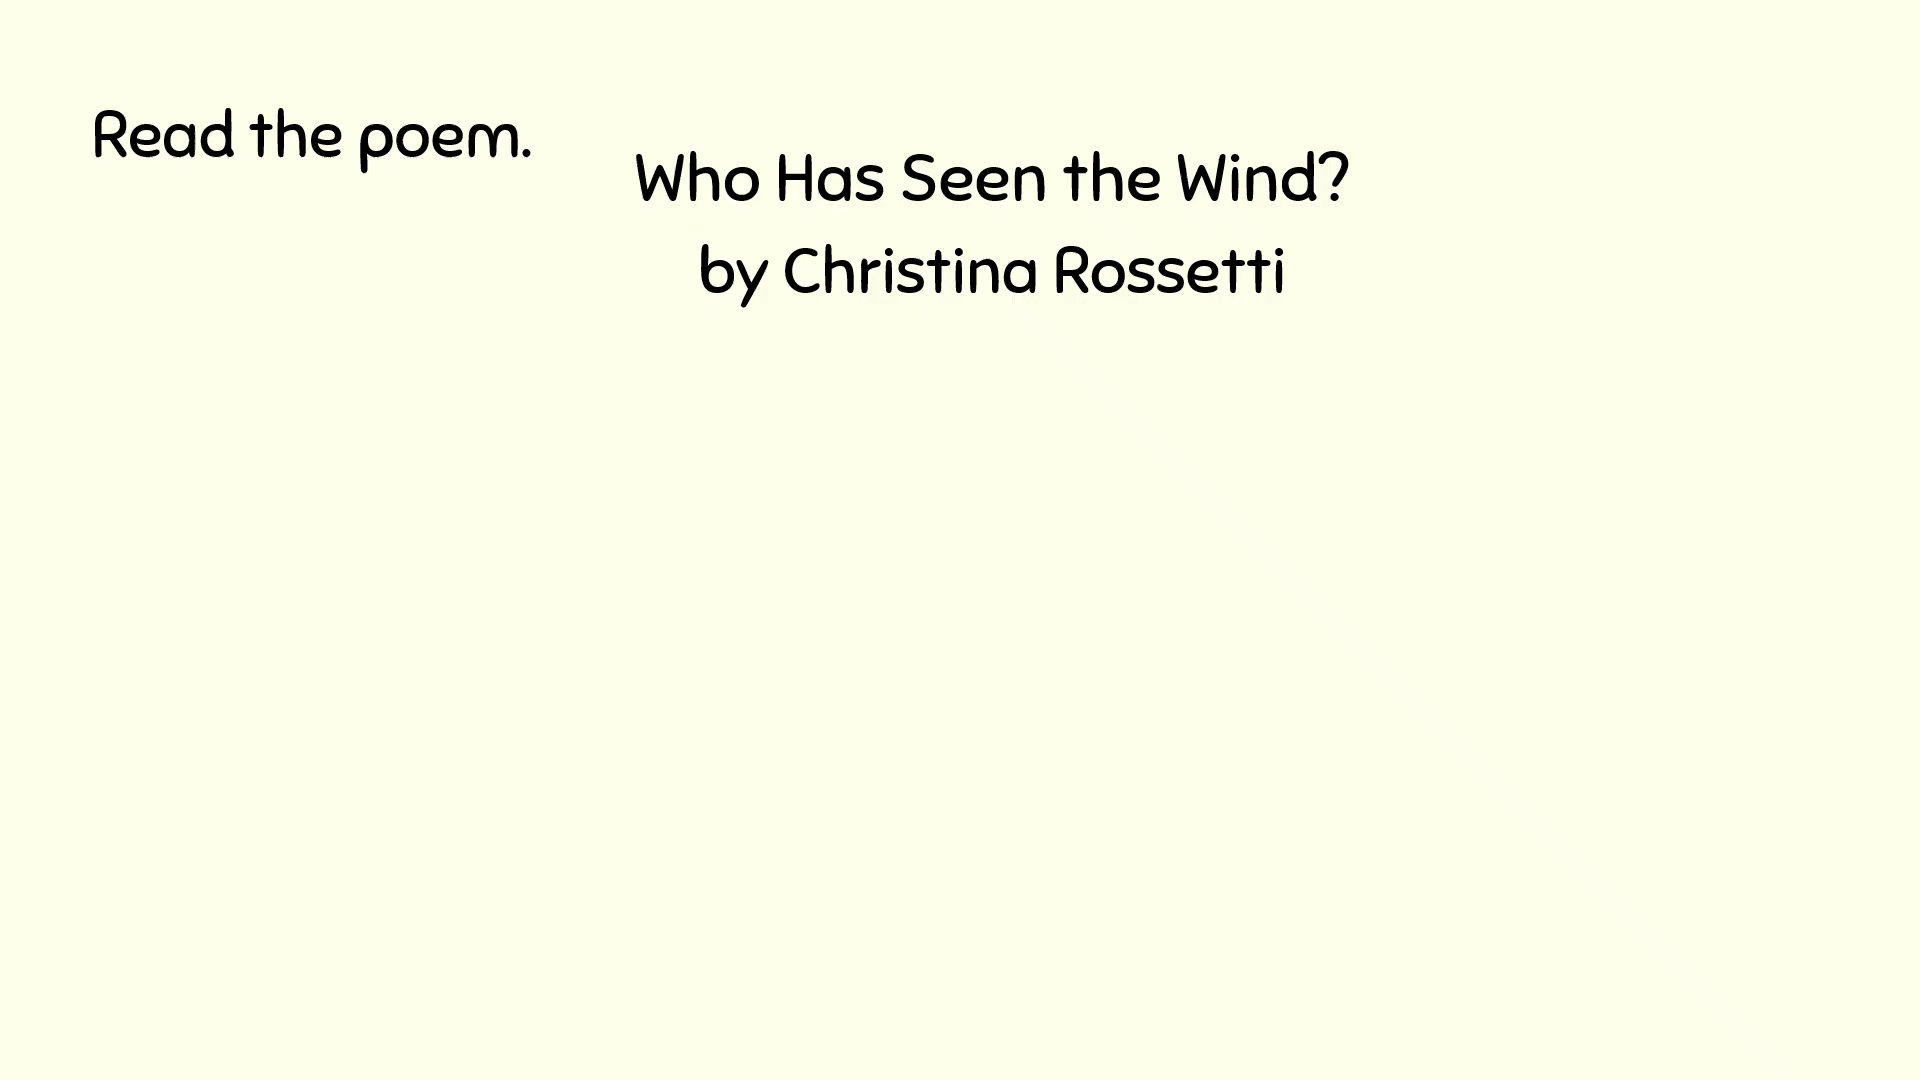 Read the poem.
Who Has Seen the Wind?
by Christina Rossetti